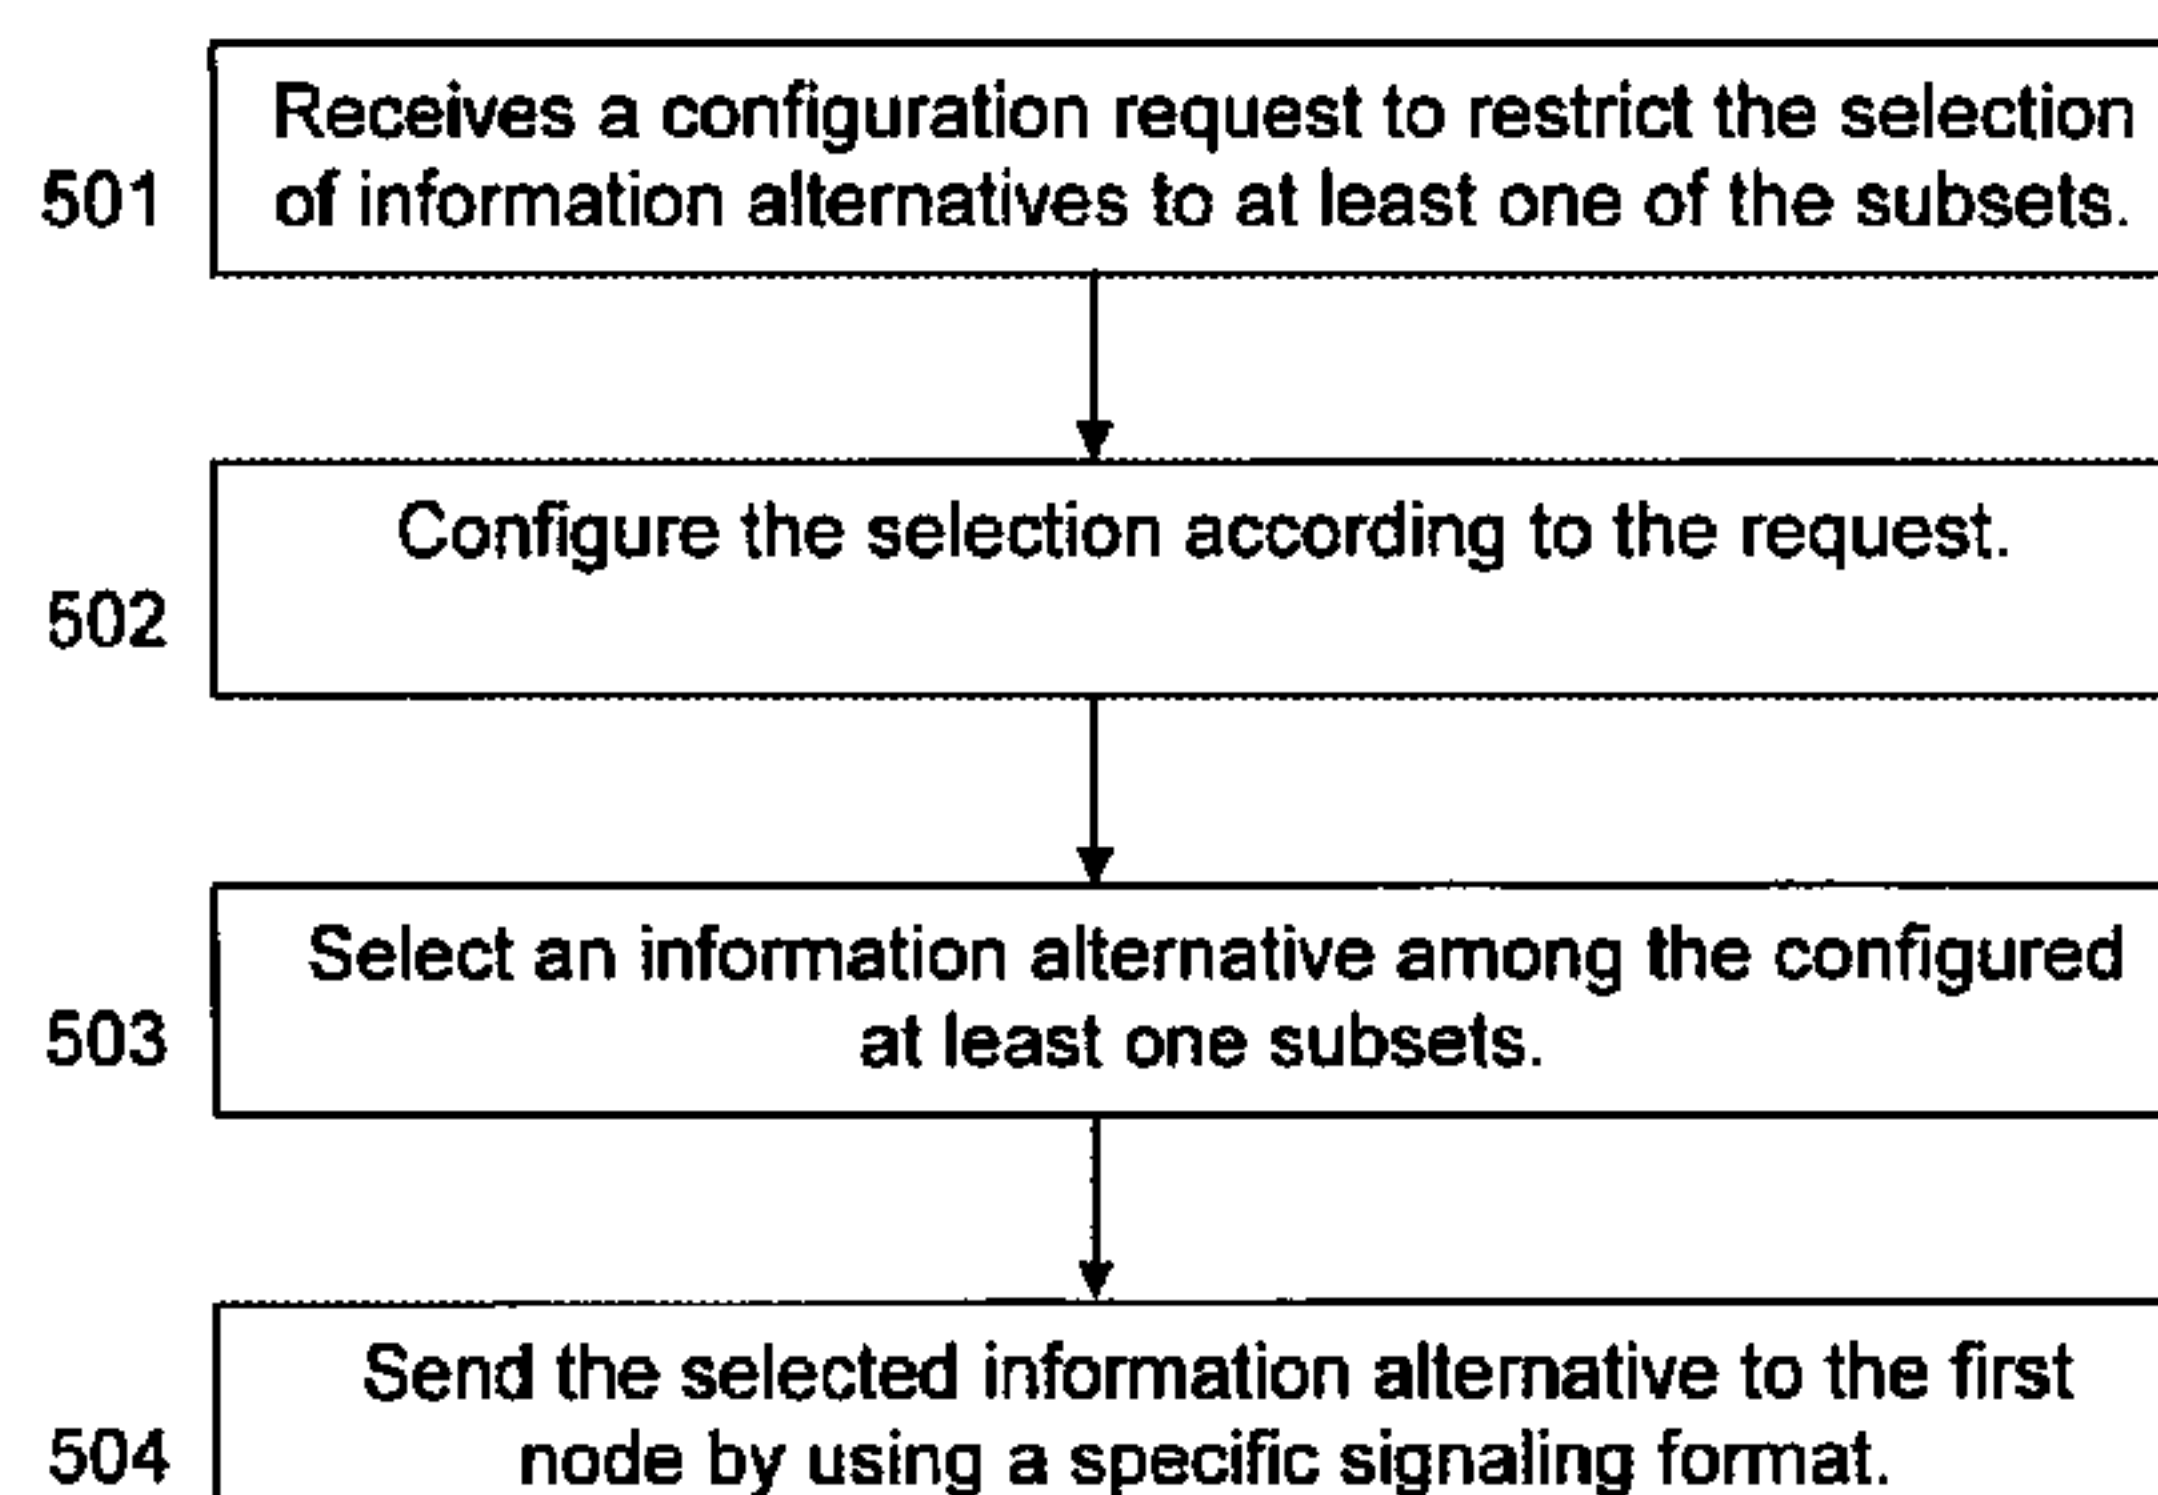 Receives a configuration request to restrict the selection
501 of information alternatives to at least one of the subsets.
Configure the selection according to the request.
502
Select an information alternative among the configured
503 at least one subsets.
Send the selected information alternative to the first
504 node by using a specific signaling format.